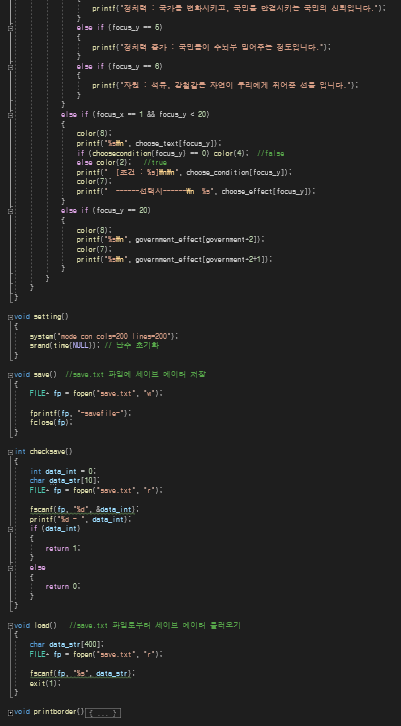 printf("정치력 : 국가를 변화시키고, 국민을 단결시키는 국민의 신뢰입니다.");
}
else if (focus_y == 5)
{
printf("정치력 증가 : 국민들이 수뇌부 밀어주는 정도입니다.");
}
else if (focus_y == 6)
{
printf("자원 : 석유, 강철같은 자연이 우리에게 쥐어준 선물 입니다.");
}
}
else if (focus_x == 1 && focus_y < 20)
{
color(8);
printf("%s₩n", choose_text[focus_y]);
if (choosecondition(focus_y) == 0) color(4);  //false
else color(2);   //true
printf("  [조건 : %s]₩n₩n", choose_condition[focus_y]);
color(7);
printf("  ------선택시------₩n  %s", choose_effect[focus_y]);
}
else if (focus_y == 20)
{
color(8);
printf("%s₩n", government_effect[government*2]);
color(7);
printf("%s₩n", government_effect[government*2+1]);
}
}
}
}
void setting()
{
system("mode con cols=200 lines=200");
srand(time(NULL)); // 난수 초기화
}
void save()  //save.txt 파일에 세이브 데이터 저장
{
FILE* fp = fopen("save.txt", "w");
fprintf(fp, "-savefile-");
fclose(fp);
}
int checksave()
{
int data_int = 0;
char data_str[10];
FILE* fp = fopen("save.txt", "r");
fscanf(fp, "%d", &data_int);
printf("%d - ", data_int);
if (data_int)
{
return 1;
}
else
{
return 0;
}
}
void load()   //save.txt 파일로부터 세이브 데이터 불러오기
{
char data_str[400];
FILE* fp = fopen("save.txt", "r");
fscanf(fp, "%s", data_str);
exit(1);
}
void printborder(){ ... }